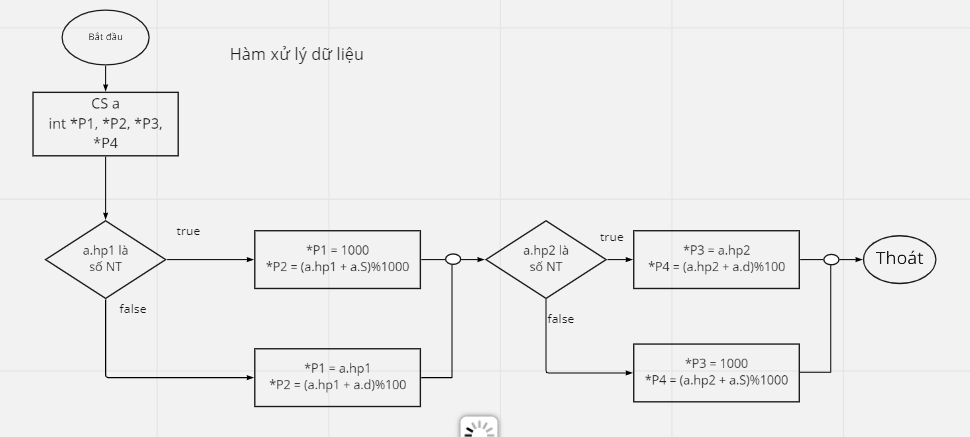 Bắt đầu
Hàm xử lý dữ liệu
CS a
int *P1, *P2, *P3,
*P4
a.hp1 là
số NT
true
false
*P1 = 1000
*P2 = (a.hp1 + a.S)%1000
*P1 = a.hp1
*P2 = (a.hp1 + a.d)%100
a.hp2 là
số NT
true
false
*P3 = a.hp2
*P4 = (a.hp2 + a.d)%100
*P3 = 1000
*P4 = (a.hp2 + a.S)%1000
Thoát